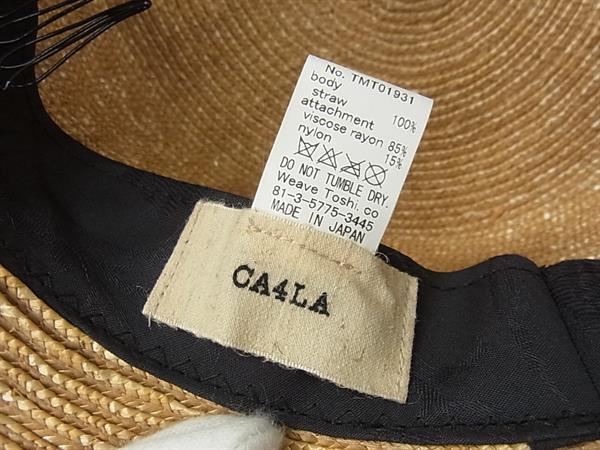 No. TMT01931
body
straw 100%
attachment
viscose rayon 85%
nylon 15%
DO NOT TUMBLE DRY.
Weave Toshi.co
81-3-5775-3445
MADE IN JAPAN
CA4LA